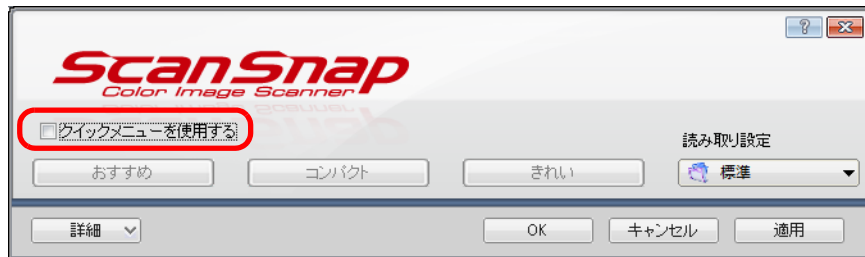 ScanSnap
Color Image Scanner
クイックメニューを使用する
読み取り設定
おすすめ コンパクト きれい 標準
詳細 OK キャンセル 適用